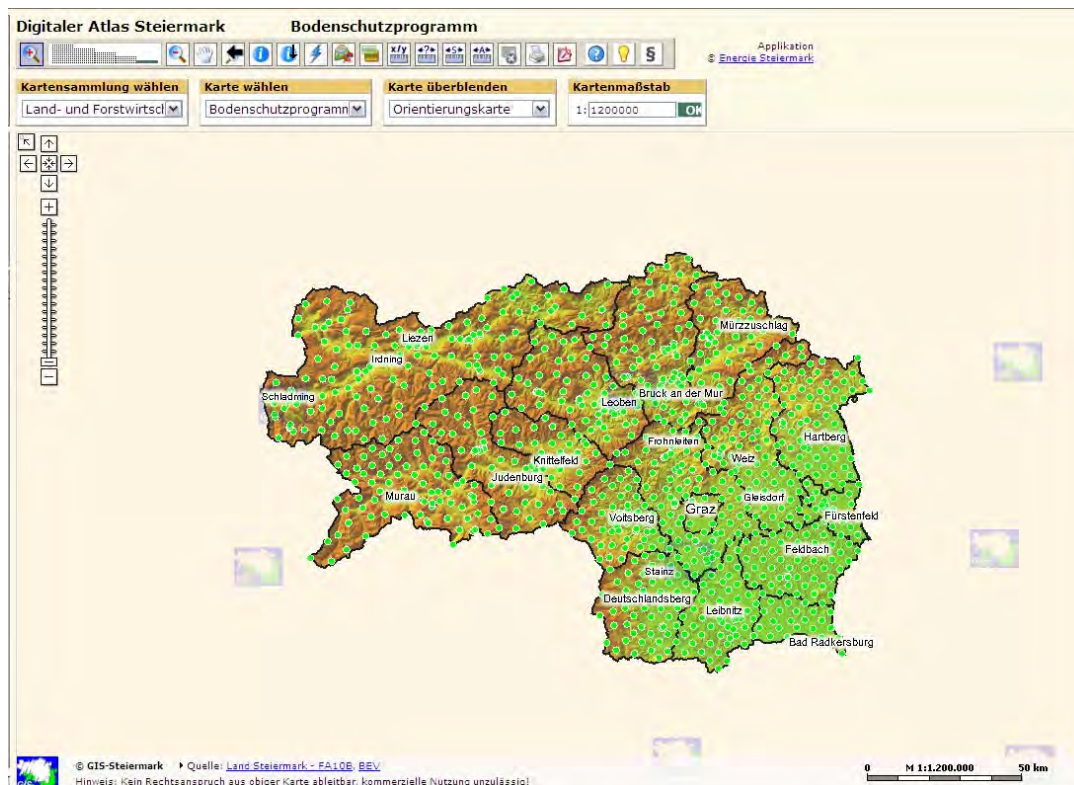 Digitaler Atlas Steiermark Bodenschutzprogramm
x/y ◂?▸ ◂S▸ ◂A▸ § Applikation
© Energie Steiermark
Kartensammlung wählen Karte wählen Karte überblenden Kartenmaßstab
Land- und Forstwirtscl Bodenschutzprogramn Orientierungskarte 1: 1200000 OK
Mürzzuschlag
Liezen
Irdning
Schladming
Bruck an der Mur
Leoben
Hartberg
Frohnleiten
Weiz
Knittelfeld
Judenburg
Murau
Gleisdorf
Graz
Voitsberg
Fürstenfeld
Feldbach
Stainz
Deutschlandsberg
Leibnitz
Bad Radkersburg
© GIS-Steiermark Quelle: Land Steiermark - FA10B, BEV
Hinweis: Kein Rechtsanspruch aus obiger Karte ableitbar, kommerzielle Nutzung unzulässig!
0 M 1:1.200.000 50 km